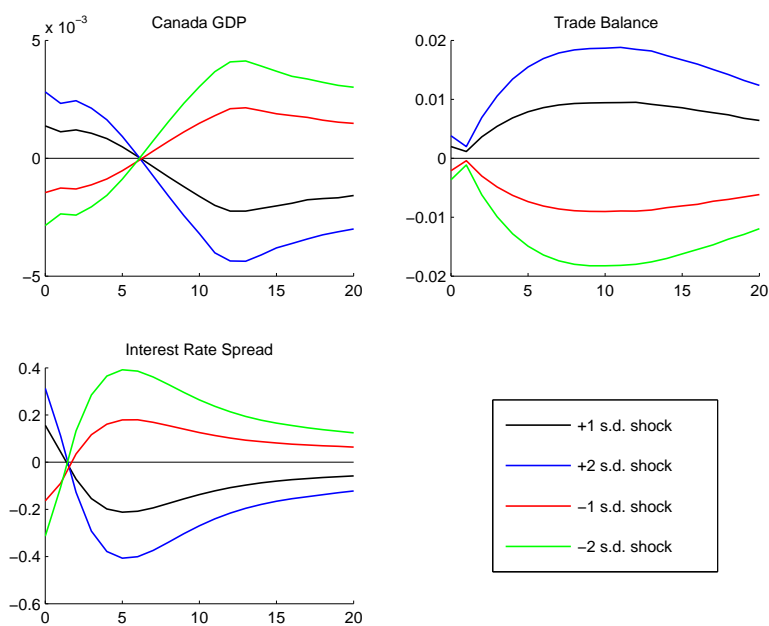 Canada GDP
x 10−3
5
0
−5
0 5 10 15 20
Trade Balance
0.02
0.01
0
−0.01
−0.02
0 5 10 15 20
Interest Rate Spread
0.4
0.2
0
−0.2
−0.4
−0.6
0 5 10 15 20
+1 s.d. shock
+2 s.d. shock
−1 s.d. shock
−2 s.d. shock